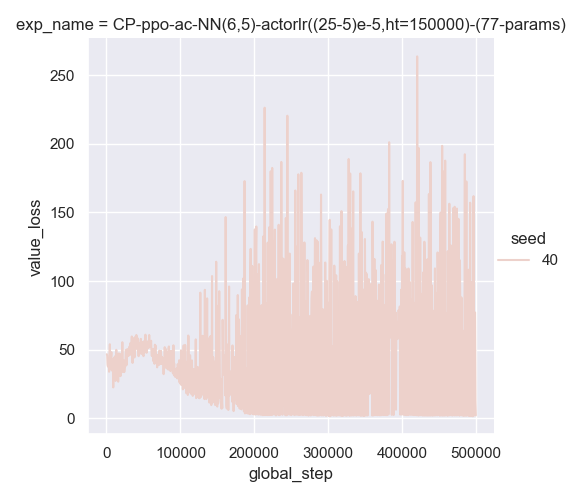 exp_name = CP-ppo-ac-NN(6,5)-actorlr((25-5)e-5,ht=150000)-(77-params)
250
200
150
100
50
0
value_loss
0 100000 200000 300000 400000 500000
global_step
seed
40